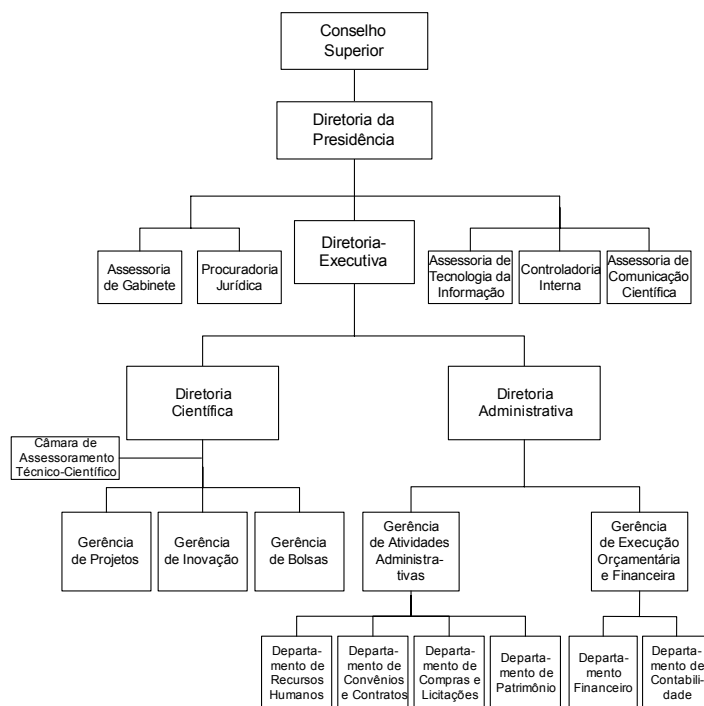 Conselho
Superior
Diretoria da
Presidência
Assessoria
de Gabinete
Procuradoria
Jurídica
Diretoria-
Executiva
Assessoria de
Tecnologia da
Informação
Controladoria
Interna
Assessoria de
Comunicação
Científica
Diretoria
Científica
Diretoria
Administrativa
Câmara de
Assessoramento
Técnico-Científico
Gerência
de Projetos
Gerência
de Inovação
Gerência
de Bolsas
Gerência
de Atividades
Administra-
tivas
Gerência
de Execução
Orçamentária
e Financeira
Departa-
mento de
Recursos
Humanos
Departa-
mento de
Convênios
e Contratos
Departa-
mento de
Compras e
Licitações
Departa-
mento de
Patrimônio
Departa-
mento
Financeiro
Departa-
mento de
Contabili-
dade